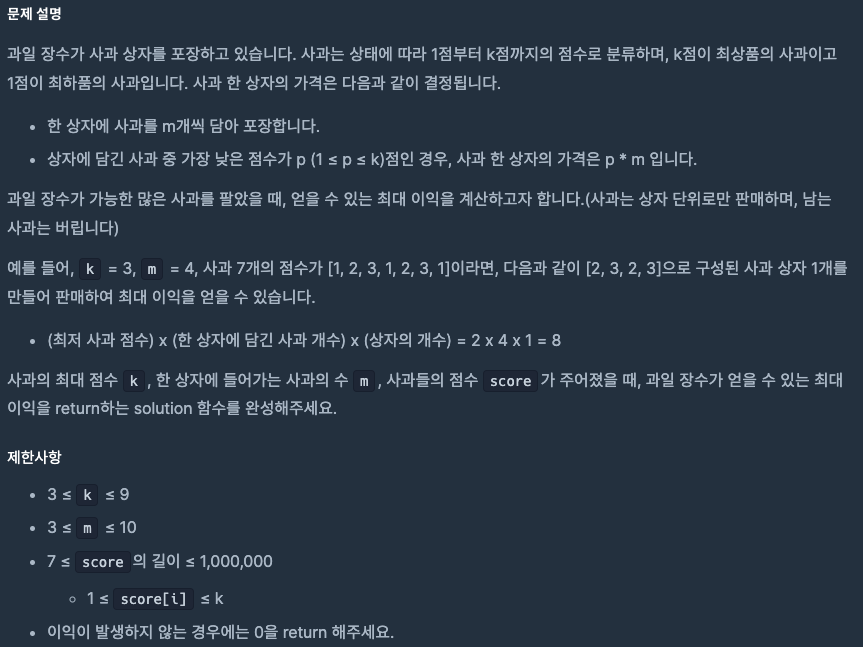 문제 설명
과일 장수가 사과 상자를 포장하고 있습니다. 사과는 상태에 따라 1점부터 k점까지의 점수로 분류하며, k점이 최상품의 사과이고
1점이 최하품의 사과입니다. 사과 한 상자의 가격은 다음과 같이 결정됩니다.
• 한 상자에 사과를 m개씩 담아 포장합니다.
• 상자에 담긴 사과 중 가장 낮은 점수가 p (1 ≤ p ≤ k)점인 경우, 사과 한 상자의 가격은 p * m 입니다.
과일 장수가 가능한 많은 사과를 팔았을 때, 얻을 수 있는 최대 이익을 계산하고자 합니다.(사과는 상자 단위로만 판매하며, 남는
사과는 버립니다)
예를 들어, k = 3, m = 4, 사과 7개의 점수가 [1, 2, 3, 1, 2, 3, 1]이라면, 다음과 같이 [2, 3, 2, 3]으로 구성된 사과 상자 1개를
만들어 판매하여 최대 이익을 얻을 수 있습니다.
• (최저 사과 점수) x (한 상자에 담긴 사과 개수) x (상자의 개수) = 2 x 4 x 1 = 8
사과의 최대 점수 k, 한 상자에 들어가는 사과의 수 m, 사과들의 점수 score가 주어졌을 때, 과일 장수가 얻을 수 있는 최대
이익을 return하는 solution 함수를 완성해주세요.
제한사항
• 3 ≤ k ≤ 9
• 3 ≤ m ≤ 10
• 7 ≤ score의 길이 ≤ 1,000,000
◦ 1 ≤ score[i] ≤ k
• 이익이 발생하지 않는 경우에는 0을 return 해주세요.